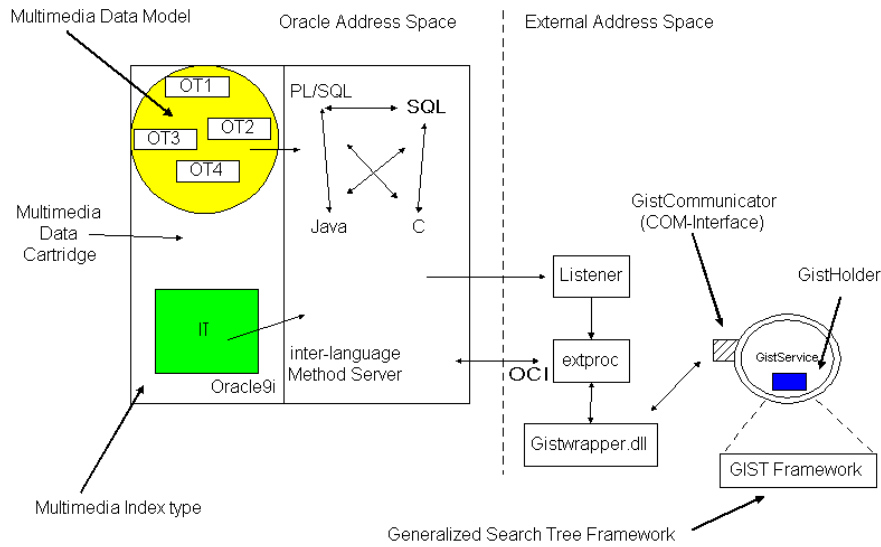 Multimedia Data Model
Oracle Address Space
External Address Space
OT1
OT2
OT3
OT4
PL/SQL
SQL
Java
C
Multimedia
Data
Cartridge
GistCommunicator
(COM-Interface)
Listener
GistHolder
IT
inter-language
Method Server
Oracle9i
OCI
extproc
GistService
Gistwrapper.dll
GIST Framework
Multimedia Index type
Generalized Search Tree Framework